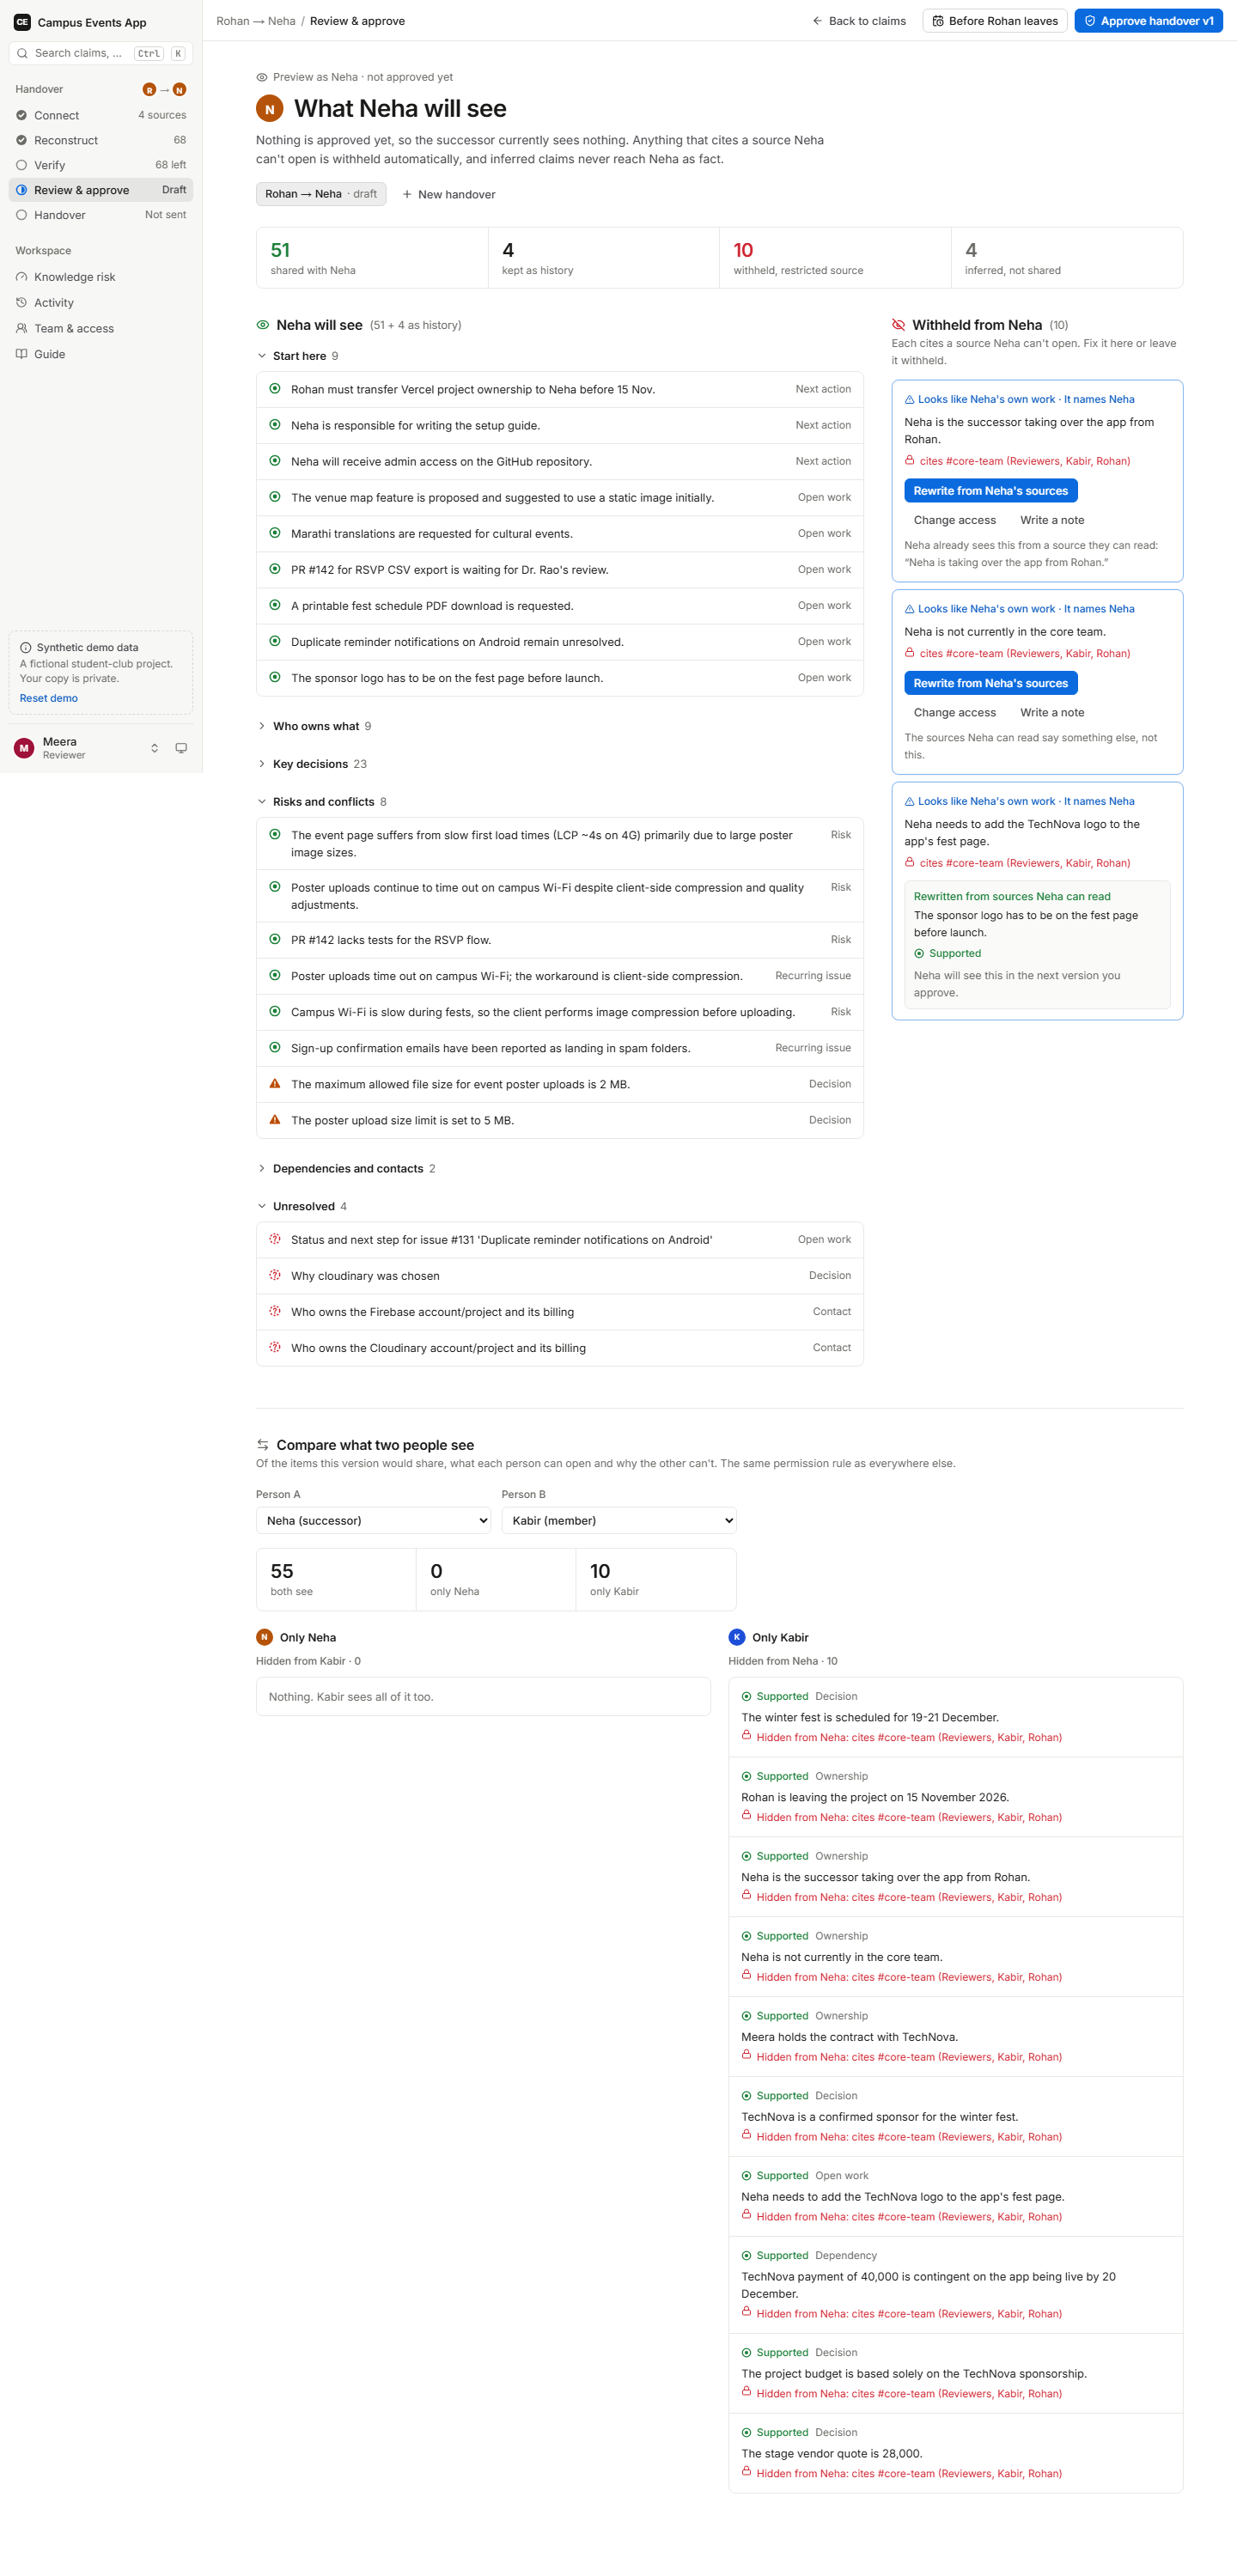 CE Campus Events App
Search claims, ... Ctrl K
Handover R → N
Connect 4 sources
Reconstruct 68
Verify 68 left
Review & approve Draft
Handover Not sent
Workspace
Knowledge risk
Activity
Team & access
Guide
Synthetic demo data
A fictional student-club project.
Your copy is private.
Reset demo
M Meera
Reviewer
Rohan → Neha / Review & approve
Back to claims
Before Rohan leaves
Approve handover v1
Preview as Neha · not approved yet
N What Neha will see
Nothing is approved yet, so the successor currently sees nothing. Anything that cites a source Neha
can't open is withheld automatically, and inferred claims never reach Neha as fact.
Rohan → Neha · draft
New handover
51
shared with Neha
4
kept as history
10
withheld, restricted source
4
inferred, not shared
Neha will see (51 + 4 as history)
Start here 9
Rohan must transfer Vercel project ownership to Neha before 15 Nov. Next action
Neha is responsible for writing the setup guide. Next action
Neha will receive admin access on the GitHub repository. Next action
The venue map feature is proposed and suggested to use a static image initially. Open work
Marathi translations are requested for cultural events. Open work
PR #142 for RSVP CSV export is waiting for Dr. Rao's review. Open work
A printable fest schedule PDF download is requested. Open work
Duplicate reminder notifications on Android remain unresolved. Open work
The sponsor logo has to be on the fest page before launch. Open work
Who owns what 9
Key decisions 23
Risks and conflicts 8
The event page suffers from slow first load times (LCP ~4s on 4G) primarily due to large poster Risk
image sizes.
Poster uploads continue to time out on campus Wi-Fi despite client-side compression and quality Risk
adjustments.
PR #142 lacks tests for the RSVP flow. Risk
Poster uploads time out on campus Wi-Fi; the workaround is client-side compression. Recurring issue
Campus Wi-Fi is slow during fests, so the client performs image compression before uploading. Risk
Sign-up confirmation emails have been reported as landing in spam folders. Recurring issue
The maximum allowed file size for event poster uploads is 2 MB. Decision
The poster upload size limit is set to 5 MB. Decision
Dependencies and contacts 2
Unresolved 4
Status and next step for issue #131 'Duplicate reminder notifications on Android' Open work
Why cloudinary was chosen Decision
Who owns the Firebase account/project and its billing Contact
Who owns the Cloudinary account/project and its billing Contact
Withheld from Neha (10)
Each cites a source Neha can't open. Fix it here or leave
it withheld.
Looks like Neha's own work · It names Neha
Neha is the successor taking over the app from
Rohan.
cites #core-team (Reviewers, Kabir, Rohan)
Rewrite from Neha's sources
Change access Write a note
Neha already sees this from a source they can read:
“Neha is taking over the app from Rohan.”
Looks like Neha's own work · It names Neha
Neha is not currently in the core team.
cites #core-team (Reviewers, Kabir, Rohan)
Rewrite from Neha's sources
Change access Write a note
The sources Neha can read say something else, not
this.
Looks like Neha's own work · It names Neha
Neha needs to add the TechNova logo to the
app's fest page.
cites #core-team (Reviewers, Kabir, Rohan)
Rewritten from sources Neha can read
The sponsor logo has to be on the fest page
before launch.
Supported
Neha will see this in the next version you
approve.
Compare what two people see
Of the items this version would share, what each person can open and why the other can't. The same permission rule as everywhere else.
Person A
Neha (successor)
Person B
Kabir (member)
55
both see
0
only Neha
10
only Kabir
N Only Neha
Hidden from Kabir · 0
Nothing. Kabir sees all of it too.
K Only Kabir
Hidden from Neha · 10
Supported Decision
The winter fest is scheduled for 19-21 December.
Hidden from Neha: cites #core-team (Reviewers, Kabir, Rohan)
Supported Ownership
Rohan is leaving the project on 15 November 2026.
Hidden from Neha: cites #core-team (Reviewers, Kabir, Rohan)
Supported Ownership
Neha is the successor taking over the app from Rohan.
Hidden from Neha: cites #core-team (Reviewers, Kabir, Rohan)
Supported Ownership
Neha is not currently in the core team.
Hidden from Neha: cites #core-team (Reviewers, Kabir, Rohan)
Supported Ownership
Meera holds the contract with TechNova.
Hidden from Neha: cites #core-team (Reviewers, Kabir, Rohan)
Supported Decision
TechNova is a confirmed sponsor for the winter fest.
Hidden from Neha: cites #core-team (Reviewers, Kabir, Rohan)
Supported Open work
Neha needs to add the TechNova logo to the app's fest page.
Hidden from Neha: cites #core-team (Reviewers, Kabir, Rohan)
Supported Dependency
TechNova payment of 40,000 is contingent on the app being live by 20
December.
Hidden from Neha: cites #core-team (Reviewers, Kabir, Rohan)
Supported Decision
The project budget is based solely on the TechNova sponsorship.
Hidden from Neha: cites #core-team (Reviewers, Kabir, Rohan)
Supported Decision
The stage vendor quote is 28,000.
Hidden from Neha: cites #core-team (Reviewers, Kabir, Rohan)